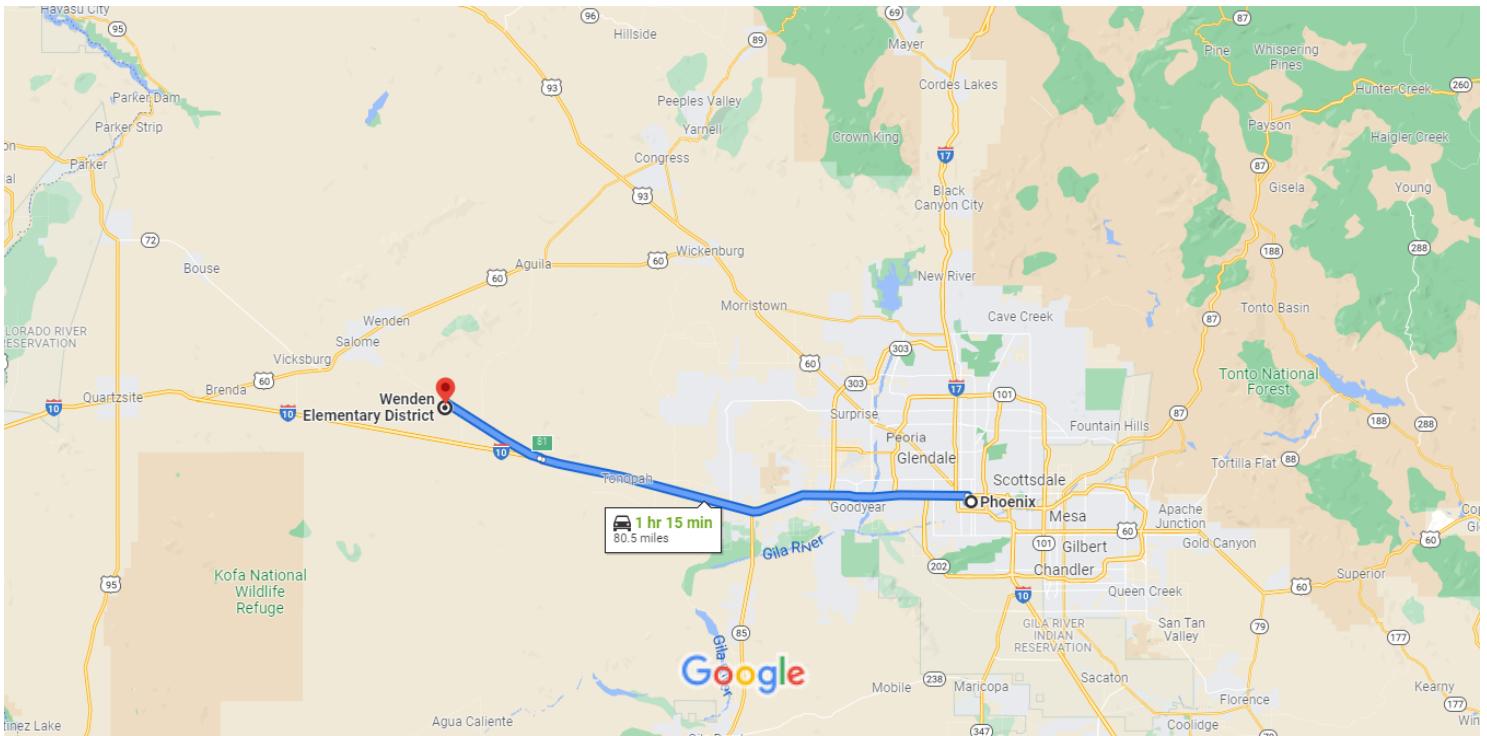 Havasu City
95
96
Hillside
89
69
Mayer
87
Pine
Whispering
Pines
Hunter Creek
260
Parker Dam
93
Peeples Valley
Cordes Lakes
Parker Strip
Yarnell
Crown King
Payson
Haigler Creek
Parker
Congress
17
87
al
93
Black
Canyon City
Gisela
Young
72
Bouse
Wickenburg
188
288
60
Aguila
60
New River
Morristown
Cave Creek
Tonto Basin
87
LORADO RIVER
RESERVATION
Wenden
Salome
303
Vicksburg
60
Tonto National
Forest
Brenda
60
303
17
101
Quartzsite
10
10
Wenden
Elementary District
Surprise
87
188
288
Fountain Hills
81
10
Peoria
Glendale
Tortilla Flat
88
Tonopah
Scottsdale
Phoenix
Goodyear
Mesa
Apache
Junction
1 hr 15 min
80.5 miles
60
60
Gila River
101
Gilbert
Gold Canyon
Chandler
202
Superior
Kofa National
Wildlife
Refuge
95
10
Queen Creek
60
GILA RIVER
INDIAN
RESERVATION
San Tan
Valley
79
177
85
Google
Mobile
238
Maricopa
Sacaton
Kearny
Florence
177
tinez Lake
Agua Caliente
347
Coolidge
79
Win